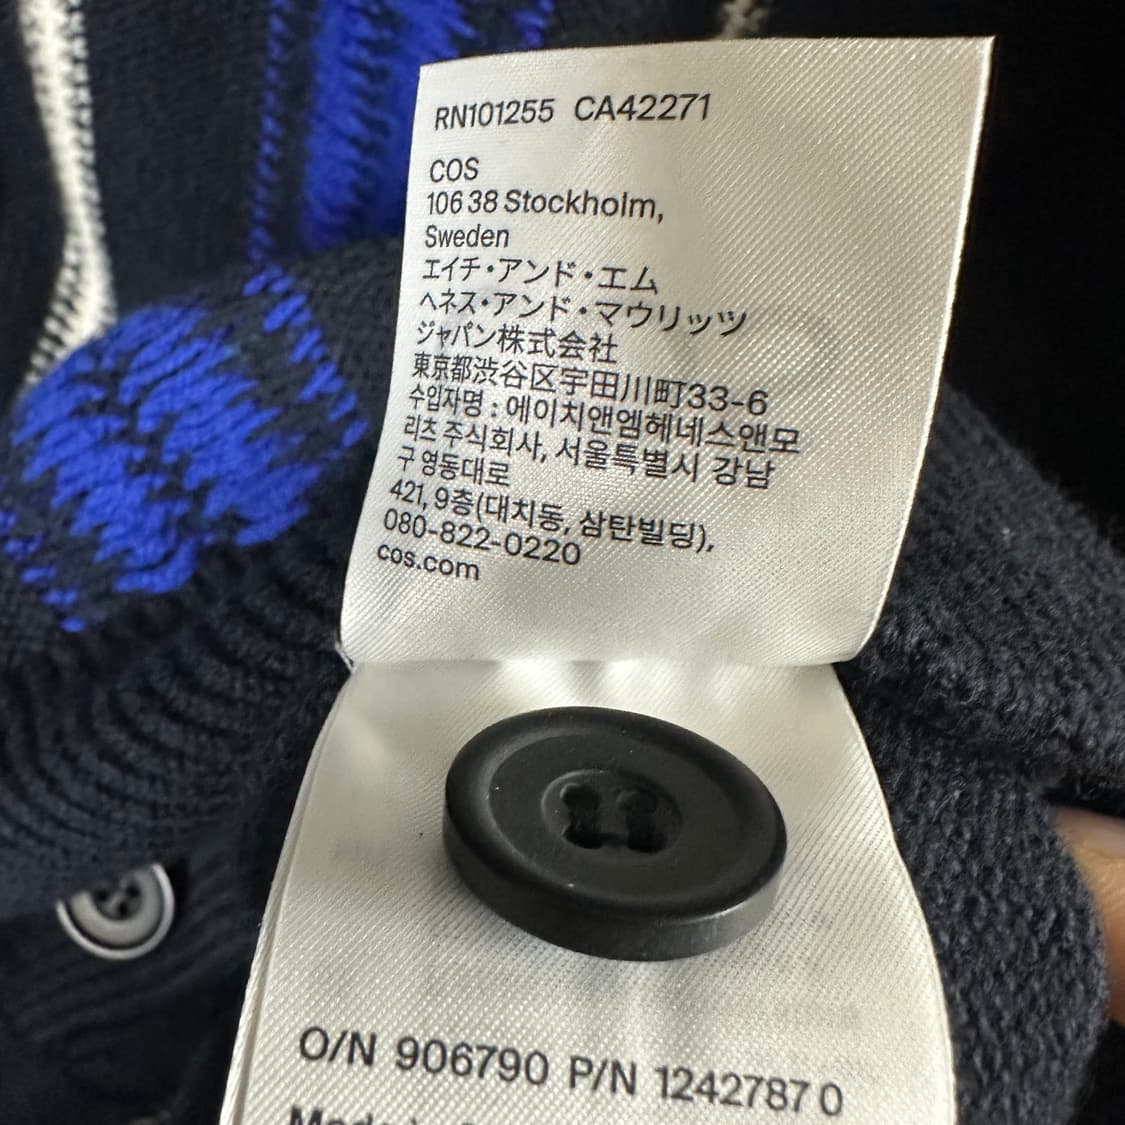 RN101255 CA42271
COS
106 38 Stockholm,
Sweden
エイチ・アンド・エム
ヘネス・アンド・マウリッツ
ジャパン株式会社
東京都渋谷区宇田川町33-6
수입자명 : 에이치앤엠헤네스앤모
리츠 주식회사, 서울특별시 강남
구 영동대로
421, 9층(대치동, 삼탄빌딩),
080-822-0220
cos.com
O/N 906790 P/N 1242787 0
Made in